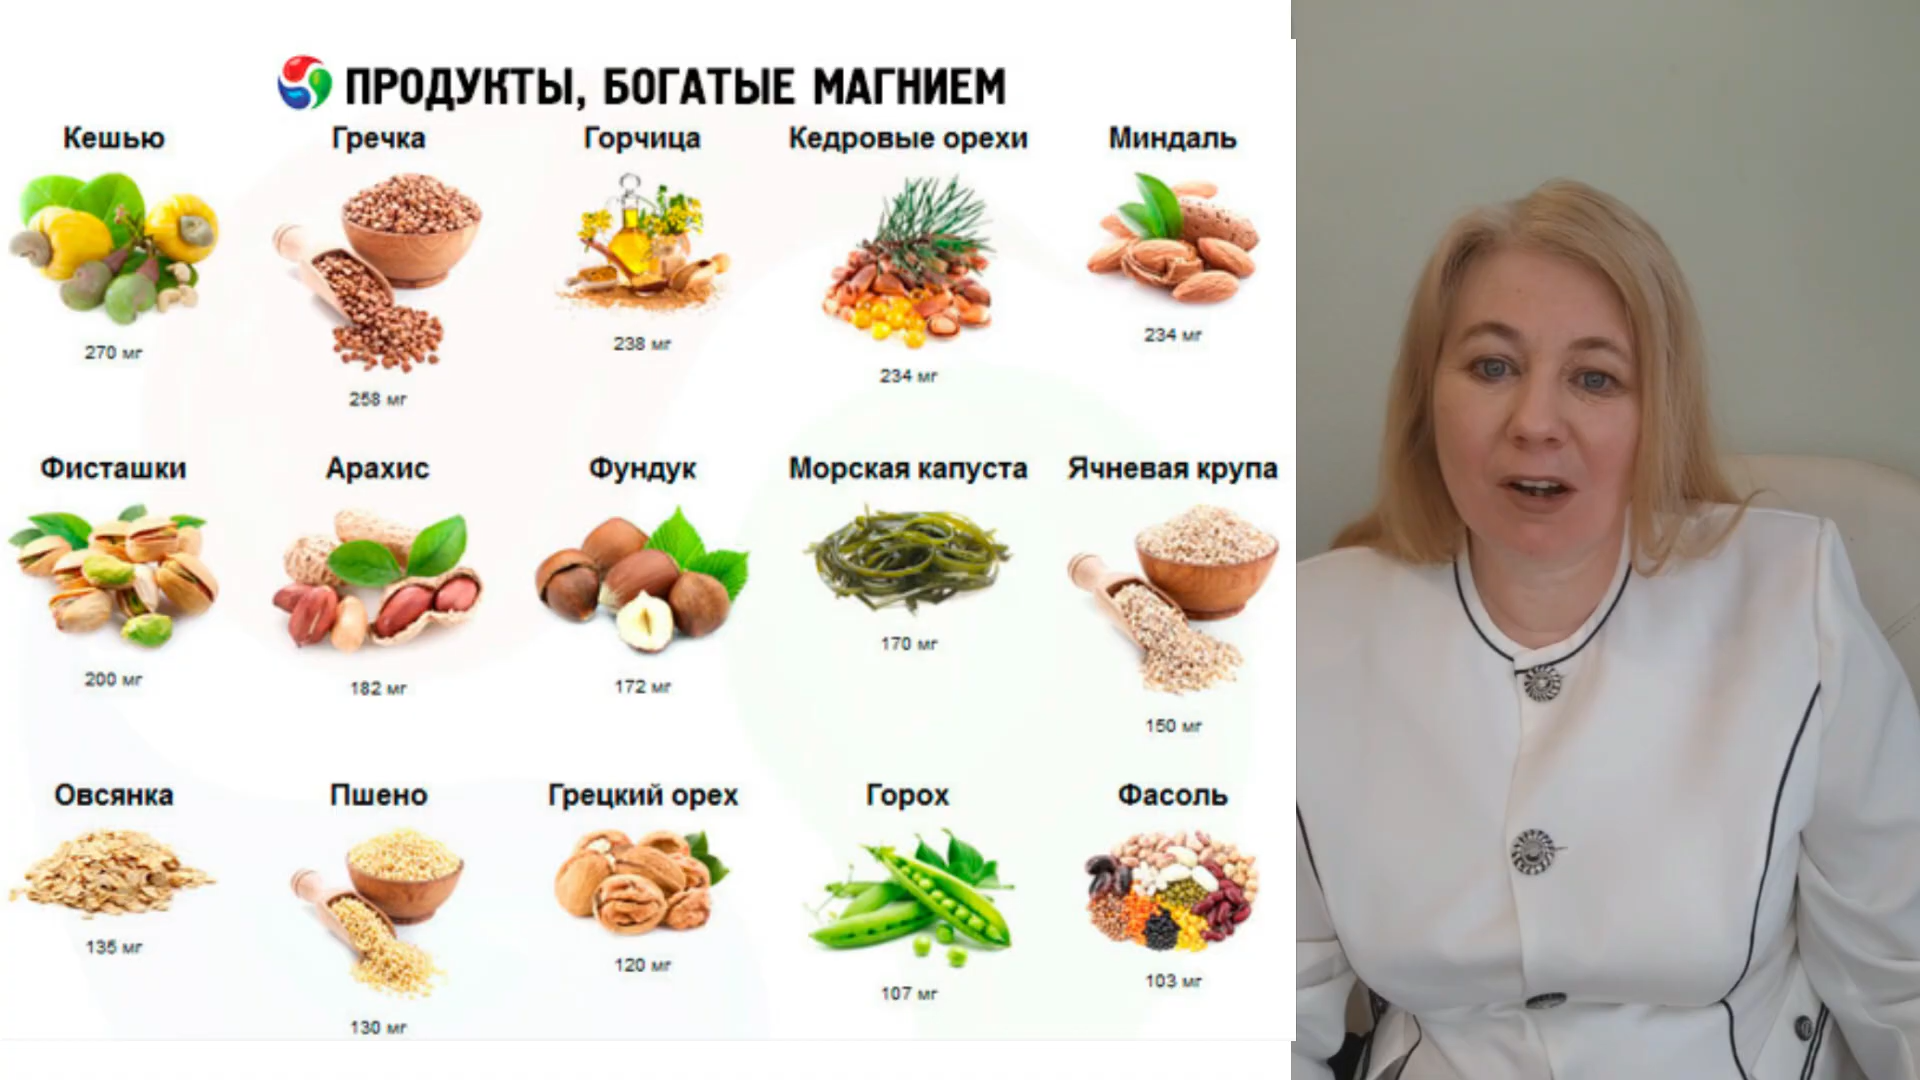 ПРОДУКТЫ, БОГАТЫЕ МАГНИЕМ
Кешью
Гречка
Горчица
Кедровые орехи
Миндаль
270 мг
258 мг
238 мг
234 мг
234 мг
Фисташки
Арахис
Фундук
Морская капуста
Ячневая крупа
200 мг
182 мг
172 мг
170 мг
150 мг
Овсянка
Пшено
Грецкий орех
Горох
Фасоль
135 мг
130 мг
120 мг
107 мг
103 мг